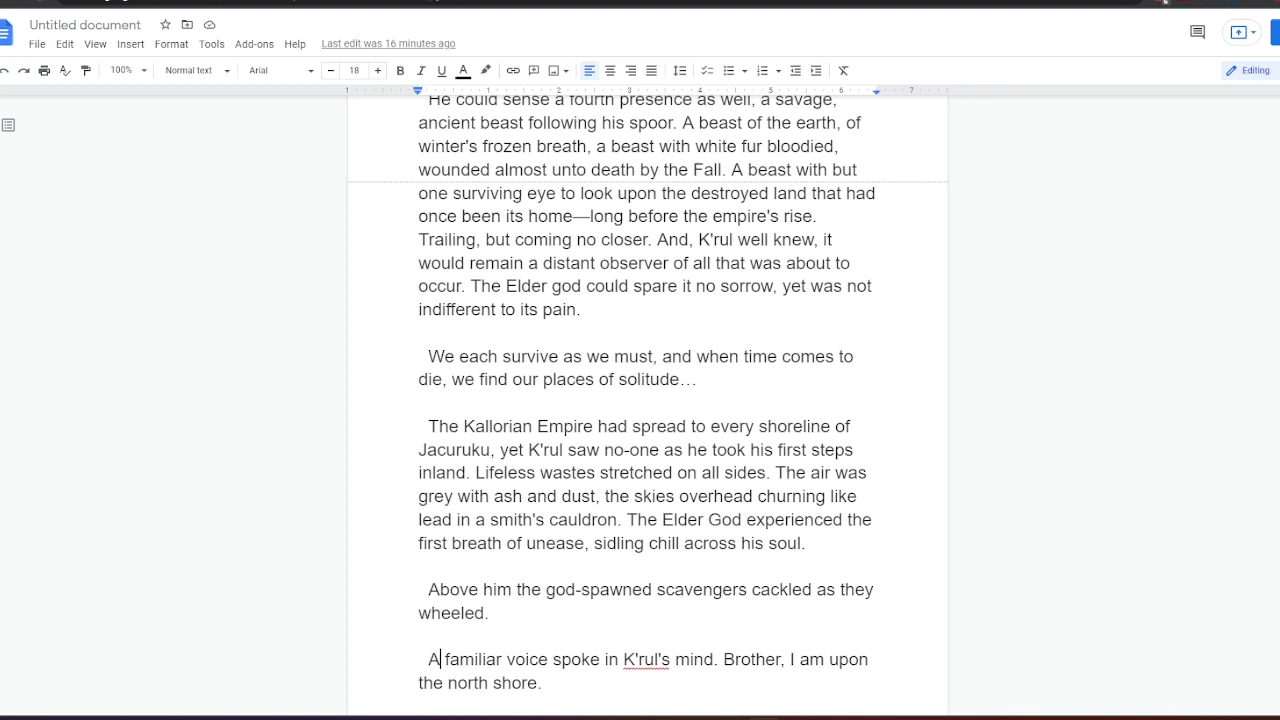 Untitled document
File Edit View Insert Format Tools Add-ons Help Last edit was 16 minutes ago
100% Normal text Arial 18 B I U A Editing
1 1 2 3 4 5 6 7
He could sense a fourth presence as well, a savage,
ancient beast following his spoor. A beast of the earth, of
winter's frozen breath, a beast with white fur bloodied,
wounded almost unto death by the Fall. A beast with but
one surviving eye to look upon the destroyed land that had
once been its home—long before the empire's rise.
Trailing, but coming no closer. And, K'rul well knew, it
would remain a distant observer of all that was about to
occur. The Elder god could spare it no sorrow, yet was not
indifferent to its pain.
We each survive as we must, and when time comes to
die, we find our places of solitude…
The Kallorian Empire had spread to every shoreline of
Jacuruku, yet K'rul saw no-one as he took his first steps
inland. Lifeless wastes stretched on all sides. The air was
grey with ash and dust, the skies overhead churning like
lead in a smith's cauldron. The Elder God experienced the
first breath of unease, sidling chill across his soul.
Above him the god-spawned scavengers cackled as they
wheeled.
A familiar voice spoke in K'rul's mind. Brother, I am upon
the north shore.